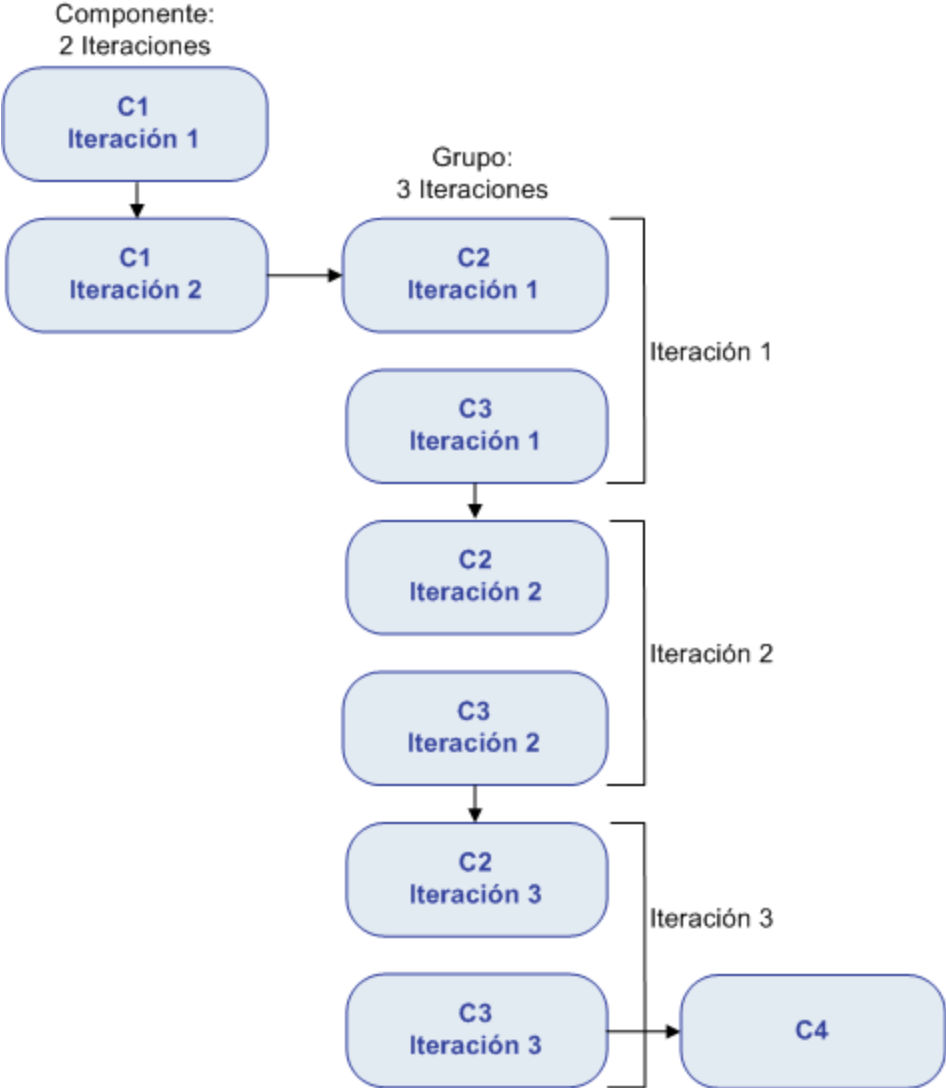 Componente:
2 Iteraciones
C1
Iteración 1
Grupo:
3 Iteraciones
C1
Iteración 2
C2
Iteración 1
Iteración 1
C3
Iteración 1
C2
Iteración 2
Iteración 2
C3
Iteración 2
C2
Iteración 3
Iteración 3
C3
Iteración 3
C4